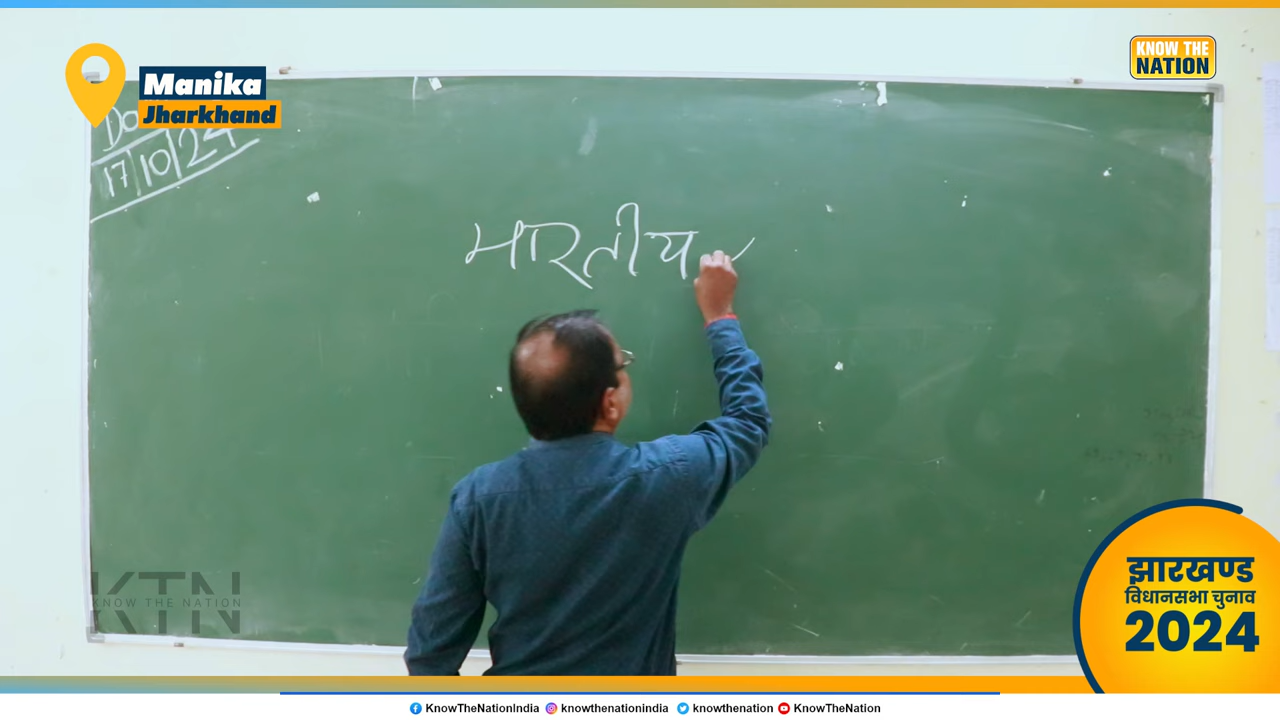 KNOW THE
NATION
Manika
Jharkhand
17/10/24
भारतीय
KTN
KNOW THE NATION
झारखण्ड
विधानसभा चुनाव
2024
KnowTheNationIndia knowthenationindia knowthenation KnowTheNation